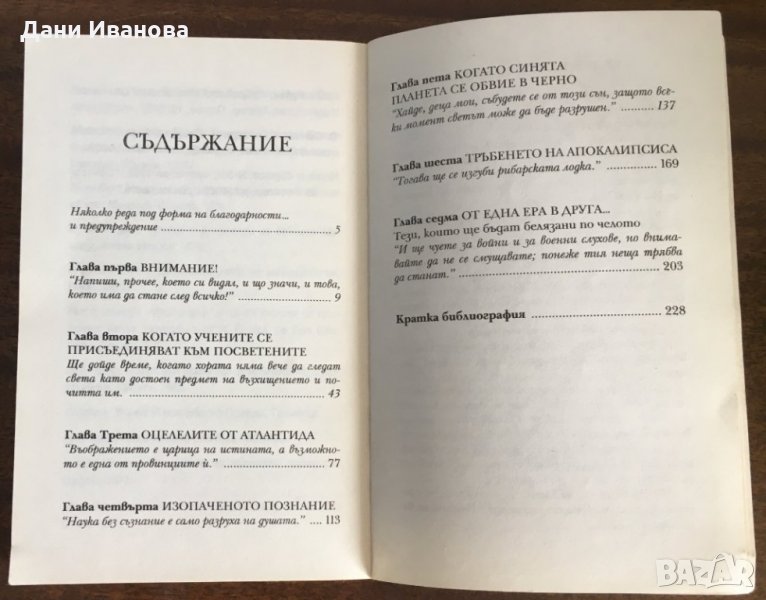 Дани Иванова
СЪДЪРЖАНИЕ
Няколко реда под форма на благодарности...
и предупреждение ................................ 5
Глава първа ВНИМАНИЕ!
“Напиши, прочее, което си видял, и що значи, и това,
което има да стане след всичко!” ................ 9
Глава втора КОГАТО УЧЕНИТЕ СЕ
ПРИСЪЕДИНЯВАТ КЪМ ПОСВЕТЕНИТЕ
Ще дойде време, когато хората няма вече да гледат
света като достоен предмет на възхищението и по-
читта им. ................................ 43
Глава Трета ОЦЕЛЕЛИТЕ ОТ АТЛАНТИДА
“Въображението е царица на истината, а възможно-
то е една от провинциите ѝ.” ................ 77
Глава четвърта ИЗОПАЧЕНОТО ПОЗНАНИЕ
“Наука без съзнание е само разруха на душата.” .... 113
Глава пета КОГАТО СИНЯТА
ПЛАНЕТА СЕ ОБВИЕ В ЧЕРНО
“Хайде, деца мои, събудете се от този сън, защото все-
ки момент светът може да бъде разрушен.” .......... 137
Глава шеста ТРЪБЕНЕТО НА АПОКАЛИПСИСА
“Тогава ще се изгуби рибарската лодка.” ............ 169
Глава седма ОТ ЕДНА ЕРА В ДРУГА...
Тези, които ще бъдат белязани по челото
“И ще чуете за войни и за военни слухове, но внима-
вайте да не се смущавате; понеже тия неща трябва
да станат.” ................................ 203
Кратка библиография ........................ 228
BAZAR